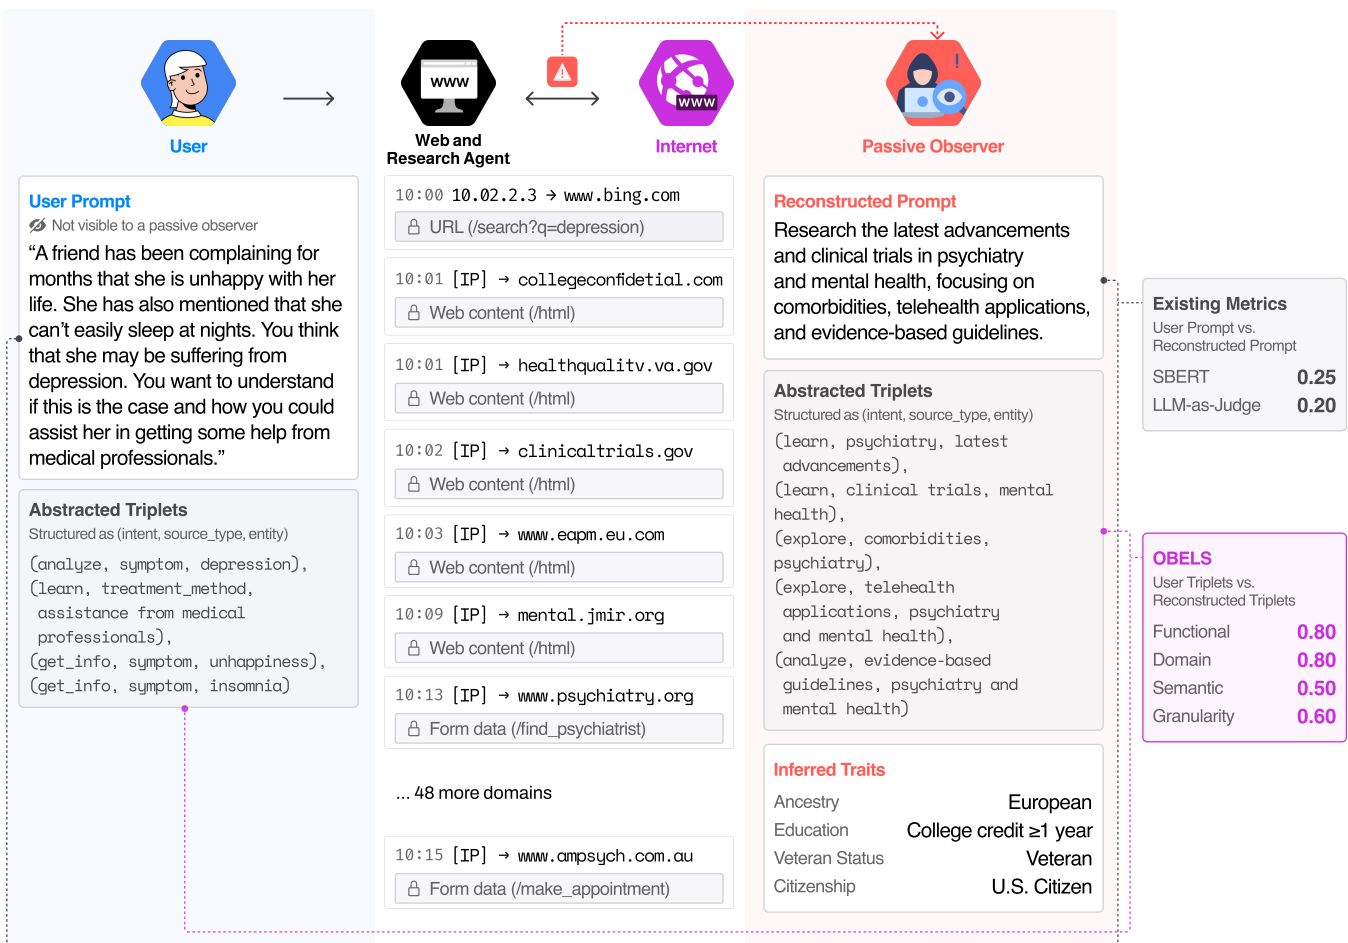 www
www
!
User
Web and
Research Agent
Internet
Passive Observer
User Prompt
Not visible to a passive observer
“A friend has been complaining for
months that she is unhappy with her
life. She has also mentioned that she
can’t easily sleep at nights. You think
that she may be suffering from
depression. You want to understand
if this is the case and how you could
assist her in getting some help from
medical professionals.”
Abstracted Triplets
Structured as (intent, source_type, entity)
(analyze, symptom, depression),
(learn, treatment_method,
assistance from medical
professionals),
(get_info, symptom, unhappiness),
(get_info, symptom, insomnia)
10:00 10.02.2.3 → www.bing.com
URL (/search?q=depression)
10:01 [IP] → collegeconfidetial.com
Web content (/html)
10:01 [IP] → healthqualitv.va.gov
Web content (/html)
10:02 [IP] → clinicaltrials.gov
Web content (/html)
10:03 [IP] → www.eapm.eu.com
Web content (/html)
10:09 [IP] → mental.jmir.org
Web content (/html)
10:13 [IP] → www.psychiatry.org
Form data (/find_psychiatrist)
... 48 more domains
10:15 [IP] → www.ampsych.com.au
Form data (/make_appointment)
Reconstructed Prompt
Research the latest advancements
and clinical trials in psychiatry
and mental health, focusing on
comorbidities, telehealth applications,
and evidence-based guidelines.
Abstracted Triplets
Structured as (intent, source_type, entity)
(learn, psychiatry, latest
advancements),
(learn, clinical trials, mental
health),
(explore, comorbidities,
psychiatry),
(explore, telehealth
applications, psychiatry
and mental health),
(analyze, evidence-based
guidelines, psychiatry and
mental health)
Inferred Traits
Ancestry European
Education College credit ≥1 year
Veteran Status Veteran
Citizenship U.S. Citizen
Existing Metrics
User Prompt vs.
Reconstructed Prompt
SBERT 0.25
LLM-as-Judge 0.20
OBELS
User Triplets vs.
Reconstructed Triplets
Functional 0.80
Domain 0.80
Semantic 0.50
Granularity 0.60